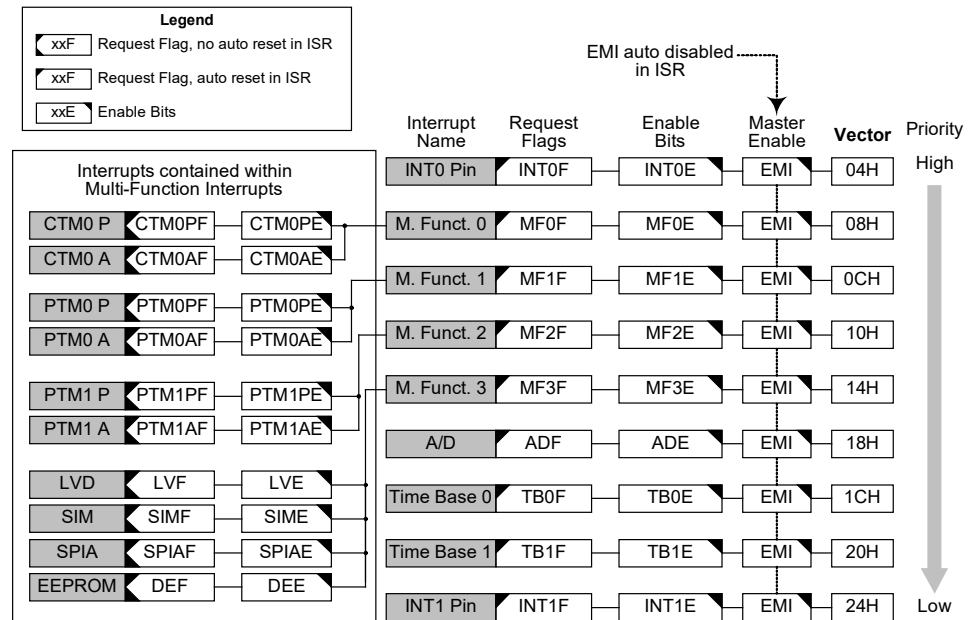 Legend
xxF Request Flag, no auto reset in ISR
xxF Request Flag, auto reset in ISR
xxE Enable Bits
EMI auto disabled
in ISR
Interrupt
Name
Request
Flags
Enable
Bits
Master
Enable
Vector
Priority
High
Low
Interrupts contained within
Multi-Function Interrupts
CTM0 P CTM0PF CTM0PE
CTM0 A CTM0AF CTM0AE
PTM0 P PTM0PF PTM0PE
PTM0 A PTM0AF PTM0AE
PTM1 P PTM1PF PTM1PE
PTM1 A PTM1AF PTM1AE
LVD LVF LVE
SIM SIMF SIME
SPIA SPIAF SPIAE
EEPROM DEF DEE
INT0 Pin INT0F INT0E EMI 04H
M. Funct. 0 MF0F MF0E EMI 08H
M. Funct. 1 MF1F MF1E EMI 0CH
M. Funct. 2 MF2F MF2E EMI 10H
M. Funct. 3 MF3F MF3E EMI 14H
A/D ADF ADE EMI 18H
Time Base 0 TB0F TB0E EMI 1CH
Time Base 1 TB1F TB1E EMI 20H
INT1 Pin INT1F INT1E EMI 24H